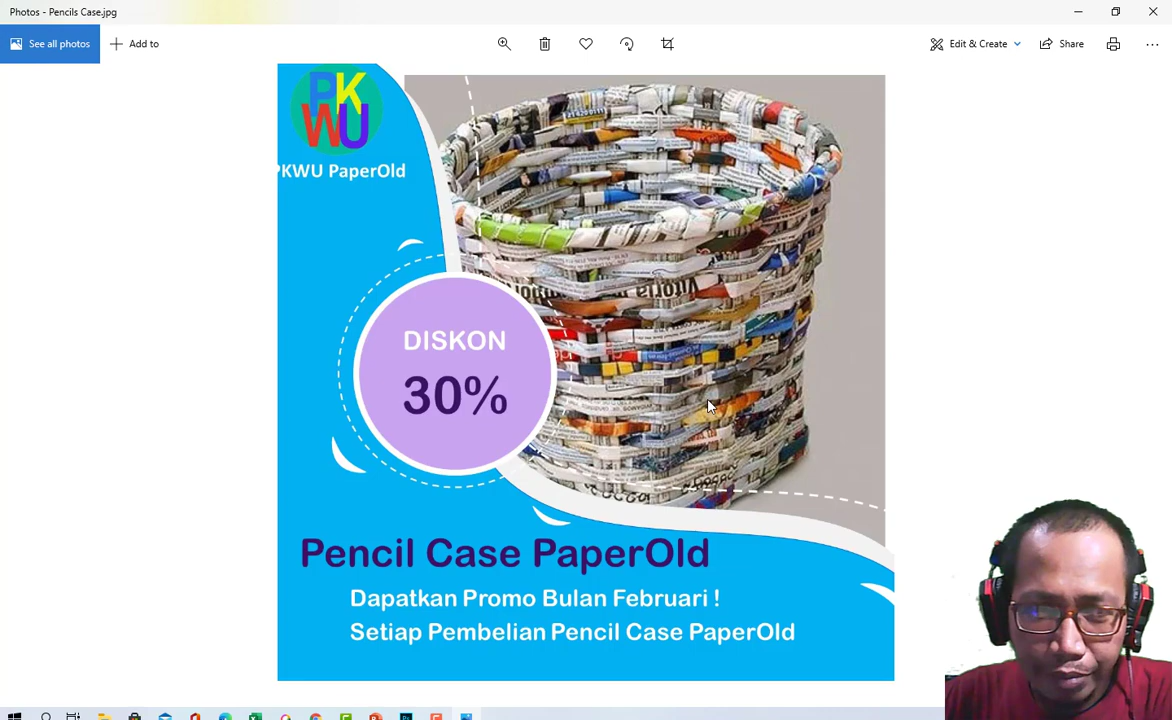 Photos - Pencils Case.jpg
See all photos
Add to
Edit & Create
Share
PKWU
PKWU PaperOld
DISKON
30%
Pencil Case PaperOld
Dapatkan Promo Bulan Februari !
Setiap Pembelian Pencil Case PaperOld